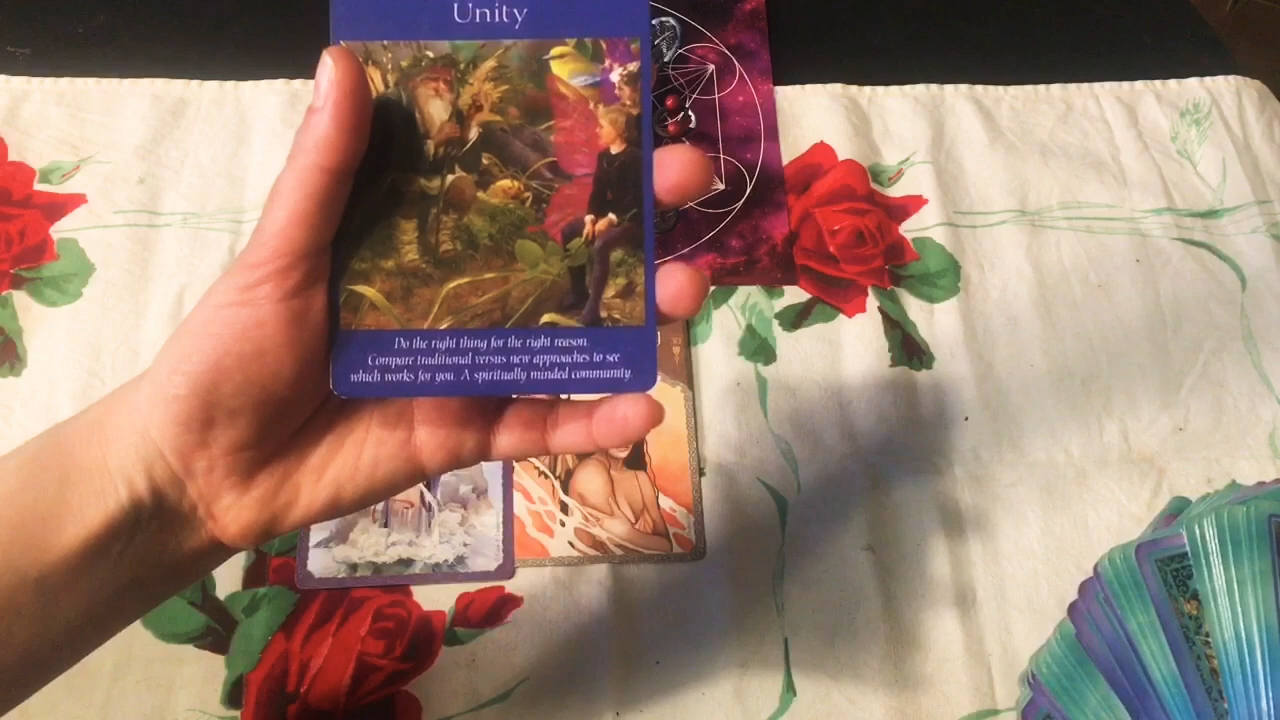 Unity
Do the right thing for the right reason.
Compare traditional versus new approaches to see
which works for you. A spiritually minded community.